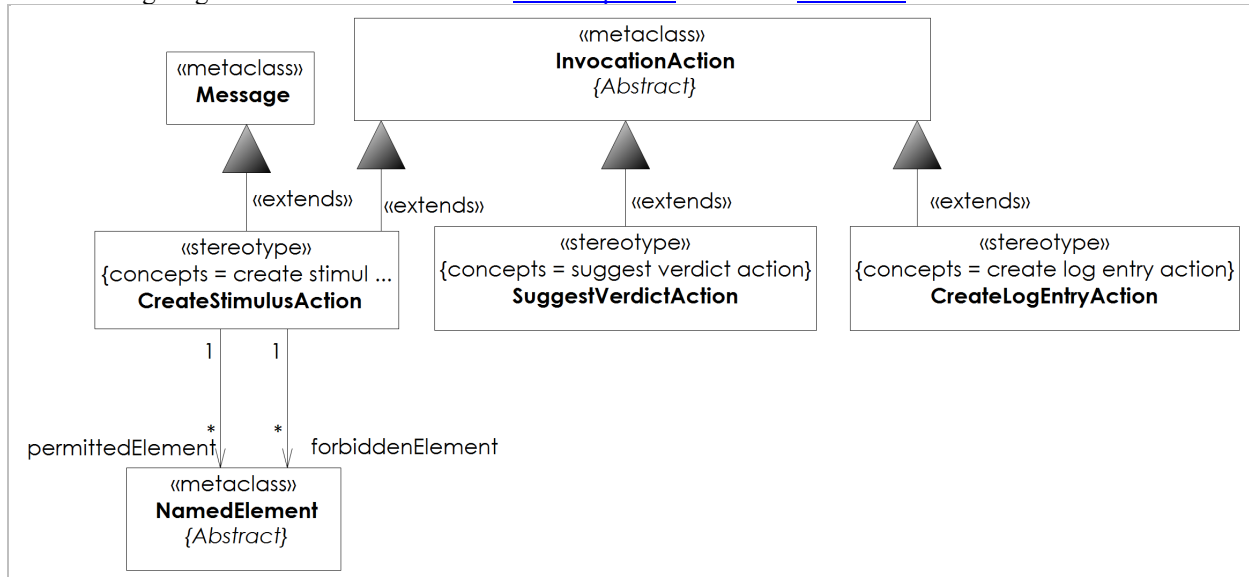 «metaclass»
Message
«metaclass»
InvocationAction
{Abstract}
«extends»
«extends»
«extends»
«extends»
«stereotype»
{concepts = create stimul ...
CreateStimulusAction
«stereotype»
{concepts = suggest verdict action}
SuggestVerdictAction
«stereotype»
{concepts = create log entry action}
CreateLogEntryAction
1
1
*
*
permittedElement
forbiddenElement
«metaclass»
NamedElement
{Abstract}